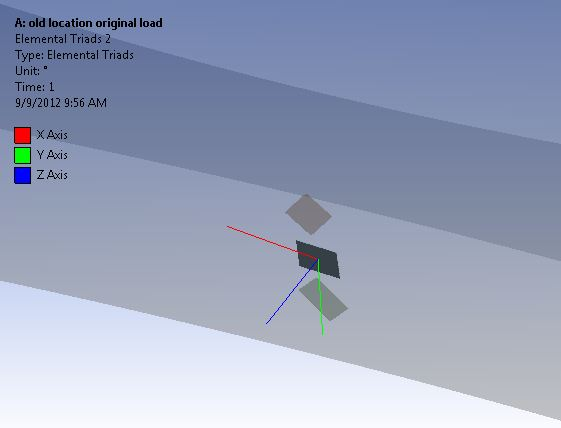 A: old location original load
Elemental Triads 2
Type: Elemental Triads
Unit: °
Time: 1
9/9/2012 9:56 AM
X Axis
Y Axis
Z Axis